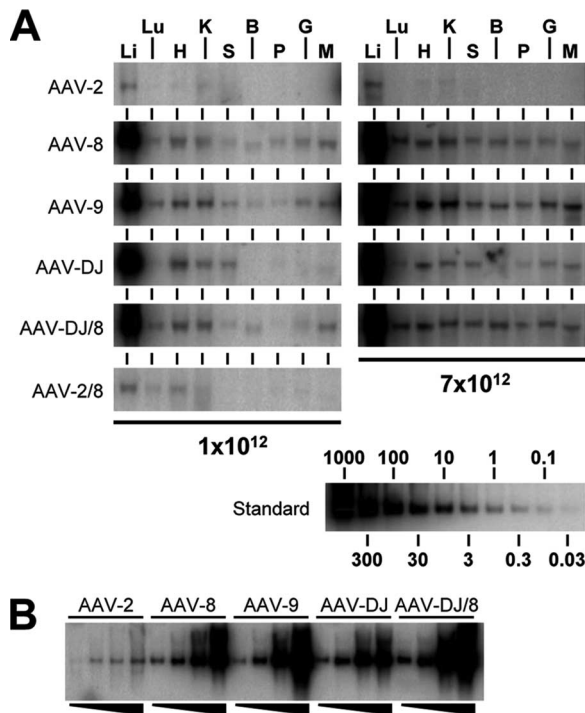 A
Lu K B G Lu K B G
Li H S P M Li H S P M
AAV-2
AAV-8
AAV-9
AAV-DJ
AAV-DJ/8
AAV-2/8
7x10¹²
1x10¹²
1000 100 10 1 0.1
Standard
300 30 3 0.3 0.03
B
AAV-2 AAV-8 AAV-9 AAV-DJ AAV-DJ/8